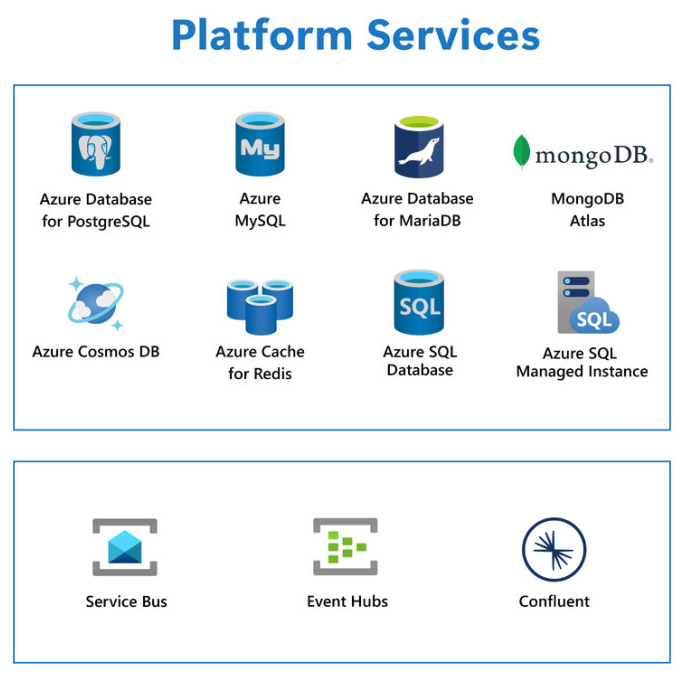 Platform Services
My
mongoDB®
Azure Database
for PostgreSQL
Azure
MySQL
Azure Database
for MariaDB
MongoDB
Atlas
SQL
SQL
Azure Cosmos DB
Azure Cache
for Redis
Azure SQL
Database
Azure SQL
Managed Instance
Service Bus
Event Hubs
Confluent